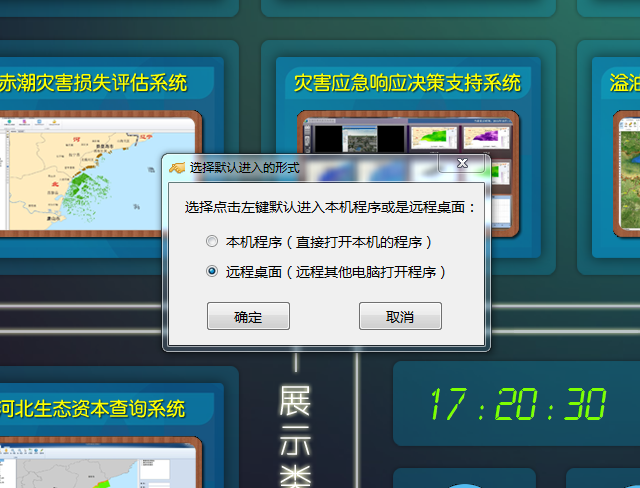 赤潮灾害损失评估系统
灾害应急响应决策支持系统
溢油
选择默认进入的形式
选择点击左键默认进入本机程序或是远程桌面：
本机程序（直接打开本机的程序）
远程桌面（远程其他电脑打开程序）
确定
取消
河北生态资本查询系统
展示类
17:20:30